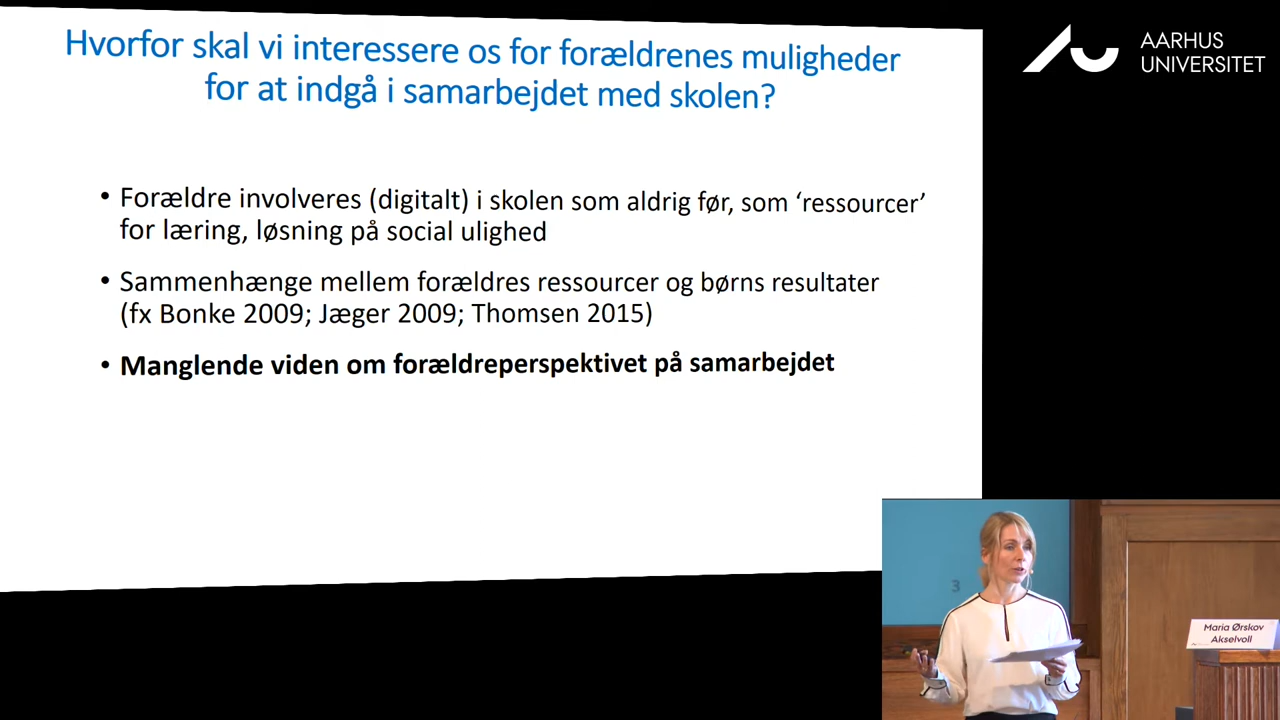 Hvorfor skal vi interessere os for forældrenes muligheder
for at indgå i samarbejdet med skolen?
• Forældre involveres (digitalt) i skolen som aldrig før, som ‘ressourcer’
for læring, løsning på social ulighed
• Sammenhænge mellem forældres ressourcer og børns resultater
(fx Bonke 2009; Jæger 2009; Thomsen 2015)
• Manglende viden om forældreperspektivet på samarbejdet
AARHUS
UNIVERSITET
3
Maria Ørskov
Akselvoll